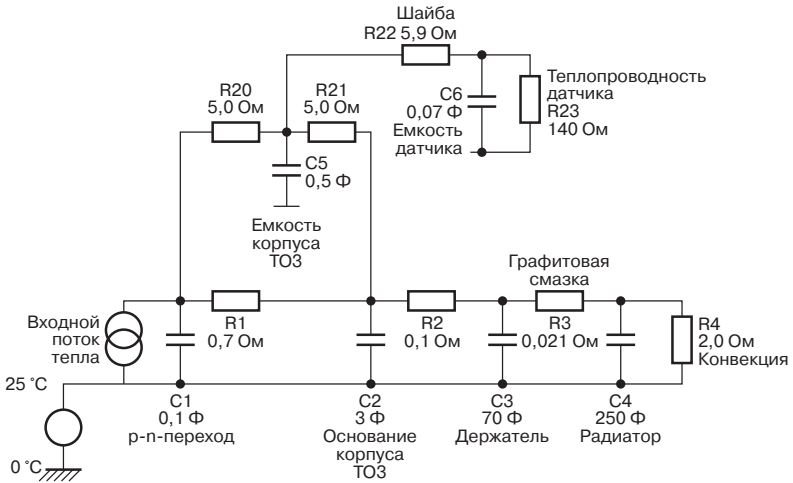 Шайба
R22 5,9 Ом
R20
5,0 Ом
R21
5,0 Ом
C6
0,07 Ф
Емкость
датчика
Теплопроводность
датчика
R23
140 Ом
C5
0,5 Ф
Емкость
корпуса
ТО3
Графитовая
смазка
Входной
поток
тепла
R1
0,7 Ом
R2
0,1 Ом
R3
0,021 Ом
R4
2,0 Ом
Конвекция
25 °C
0 °C
C1
0,1 Ф
p-n-переход
C2
3 Ф
Основание
корпуса
ТО3
C3
70 Ф
Держатель
C4
250 Ф
Радиатор